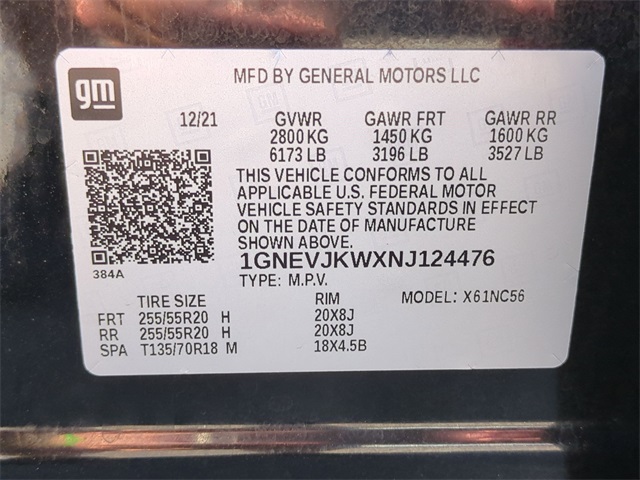 gm
MFD BY GENERAL MOTORS LLC
12/21 GVWR GAWR FRT GAWR RR
2800 KG 1450 KG 1600 KG
6173 LB 3196 LB 3527 LB
THIS VEHICLE CONFORMS TO ALL
APPLICABLE U.S. FEDERAL MOTOR
VEHICLE SAFETY STANDARDS IN EFFECT
ON THE DATE OF MANUFACTURE
SHOWN ABOVE.
384A
1GNEVJKWXNJ124476
TYPE: M.P.V.
TIRE SIZE RIM MODEL: X61NC56
FRT 255/55R20 H 20X8J
RR 255/55R20 H 20X8J
SPA T135/70R18 M 18X4.5B